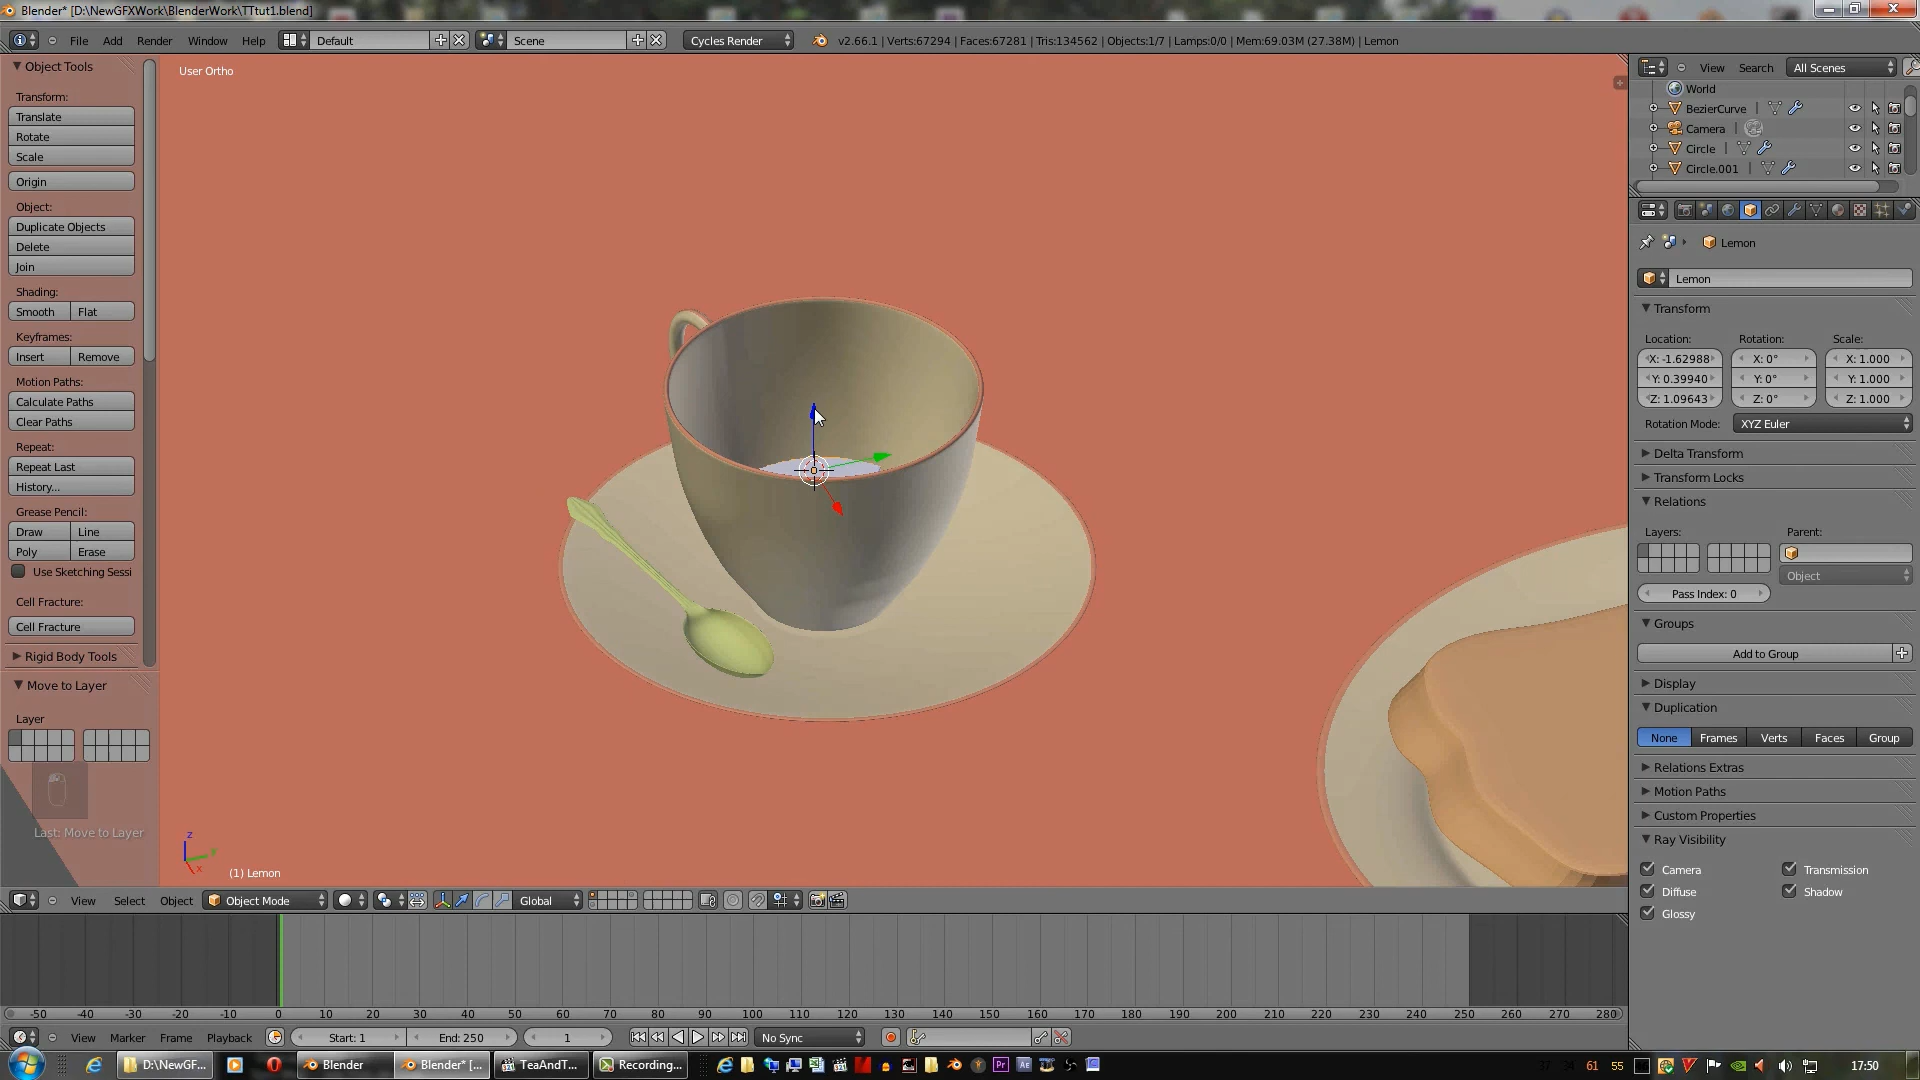 Blender* [D:\NewGFXWork\BlenderWork\TTtut1.blend]
File Add Render Window Help Default Scene Cycles Render v2.66.1 | Verts:67294 | Faces:67281 | Tris:134562 | Objects:1/7 | Lamps:0/0 | Mem:69.03M (27.38M) | Lemon
Object Tools
Transform:
Translate
Rotate
Scale
Origin
Object:
Duplicate Objects
Delete
Join
Shading:
Smooth Flat
Keyframes:
Insert Remove
Motion Paths:
Calculate Paths
Clear Paths
Repeat:
Repeat Last
History...
Grease Pencil:
Draw Line
Poly Erase
Use Sketching Sessi
Cell Fracture:
Cell Fracture
Rigid Body Tools
Move to Layer
Layer
Last: Move to Layer
User Ortho
z
y
x
(1) Lemon
View Search All Scenes
World
BezierCurve |
Camera |
Circle |
Circle.001 |
Lemon
Lemon
Transform
Location: Rotation: Scale:
X: -1.62988 X: 0° X: 1.000
Y: 0.39940 Y: 0° Y: 1.000
Z: 1.09643 Z: 0° Z: 1.000
Rotation Mode: XYZ Euler
Delta Transform
Transform Locks
Relations
Layers: Parent:
Object
Pass Index: 0
Groups
Add to Group
Display
Duplication
None Frames Verts Faces Group
Relations Extras
Motion Paths
Custom Properties
Ray Visibility
Camera Transmission
Diffuse Shadow
Glossy
View Select Object Object Mode Global
-50 -40 -30 -20 -10 0 10 20 30 40 50 60 70 80 90 100 110 120 130 140 150 160 170 180 190 200 210 220 230 240 250 260 270 280
View Marker Frame Playback Start: 1 End: 250 1 No Sync
D:\NewGF... Blender Blender* [... TeaAndT... Recording... Pr Ae 61 55 17:50